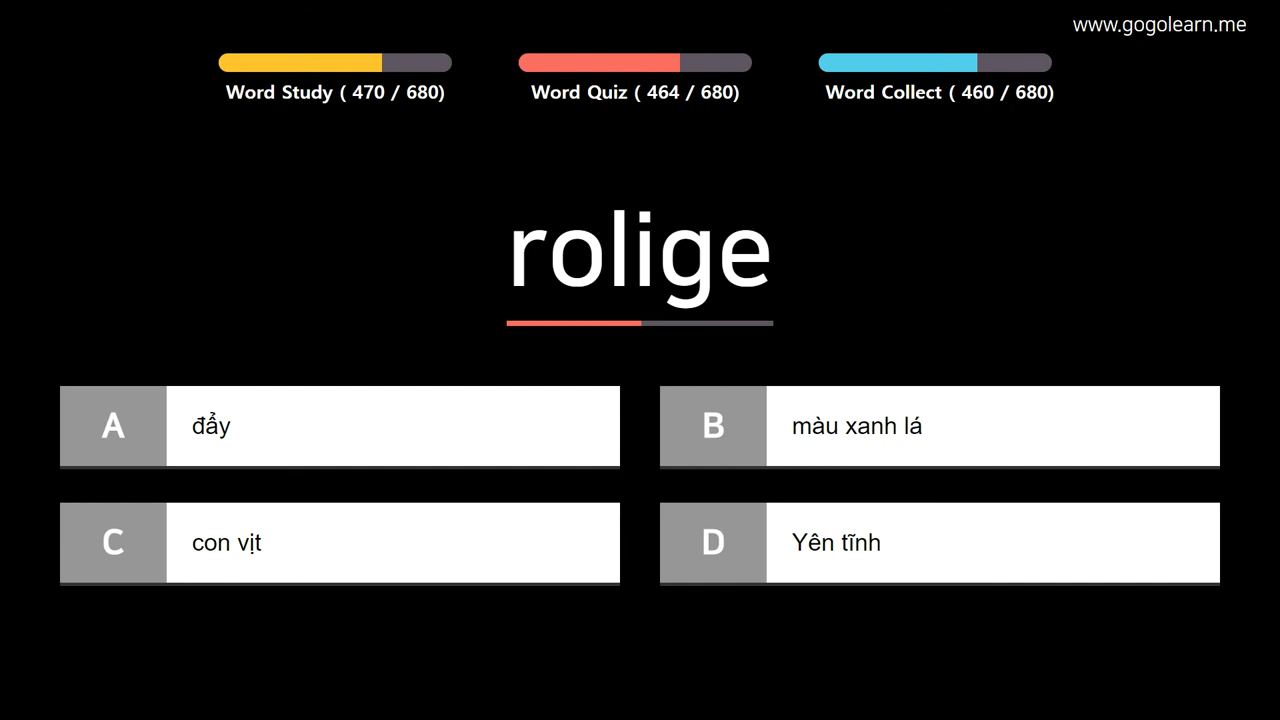 www.gogolearn.me
Word Study ( 470 / 680)
Word Quiz ( 464 / 680)
Word Collect ( 460 / 680)
rolige
A đẩy
B màu xanh lá
C con vịt
D Yên tĩnh